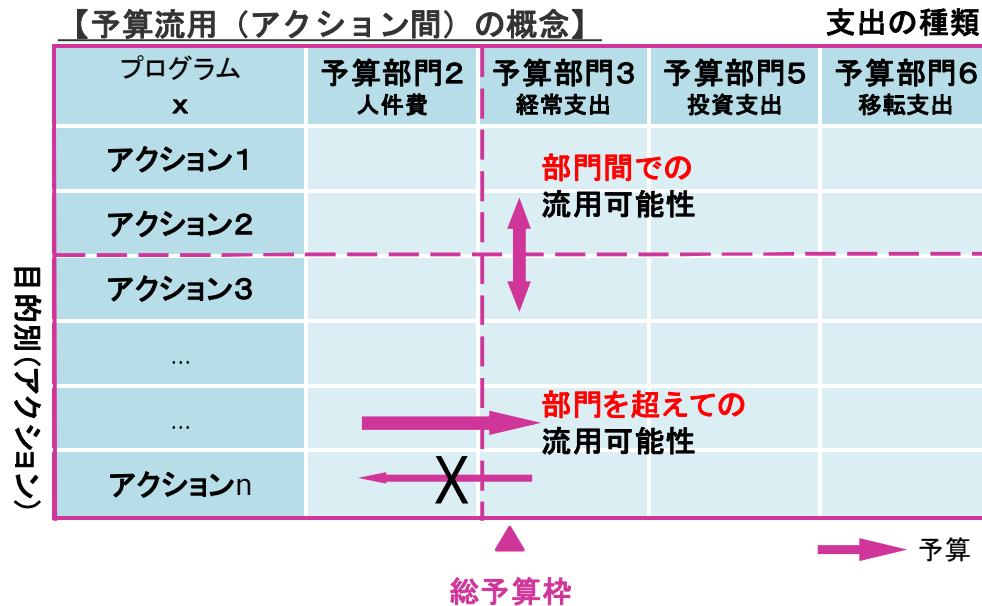 【予算流用（アクション間）の概念】
支出の種類
プログラム
x
予算部門2
人件費
予算部門3
経常支出
予算部門5
投資支出
予算部門6
移転支出
アクション1
アクション2
アクション3
...
...
アクションn
目的別(アクション)
部門間での
流用可能性
部門を超えての
流用可能性
X
総予算枠
予算